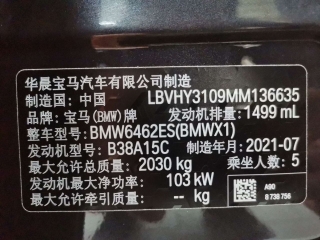 华晨宝马汽车有限公司制造
制造国：中国 LBVHY3109MM136635
品牌：宝马(BMW)牌 发动机排量：1499 mL
整车型号：BMW6462ES(BMWX1)
发动机型号：B38A15C 制造年月：2021-07
最大允许总质量：2030 kg 乘坐人数：5
发动机最大净功率： 103 kW
最大允许牵引质量： -- kg
A90
8 738 756